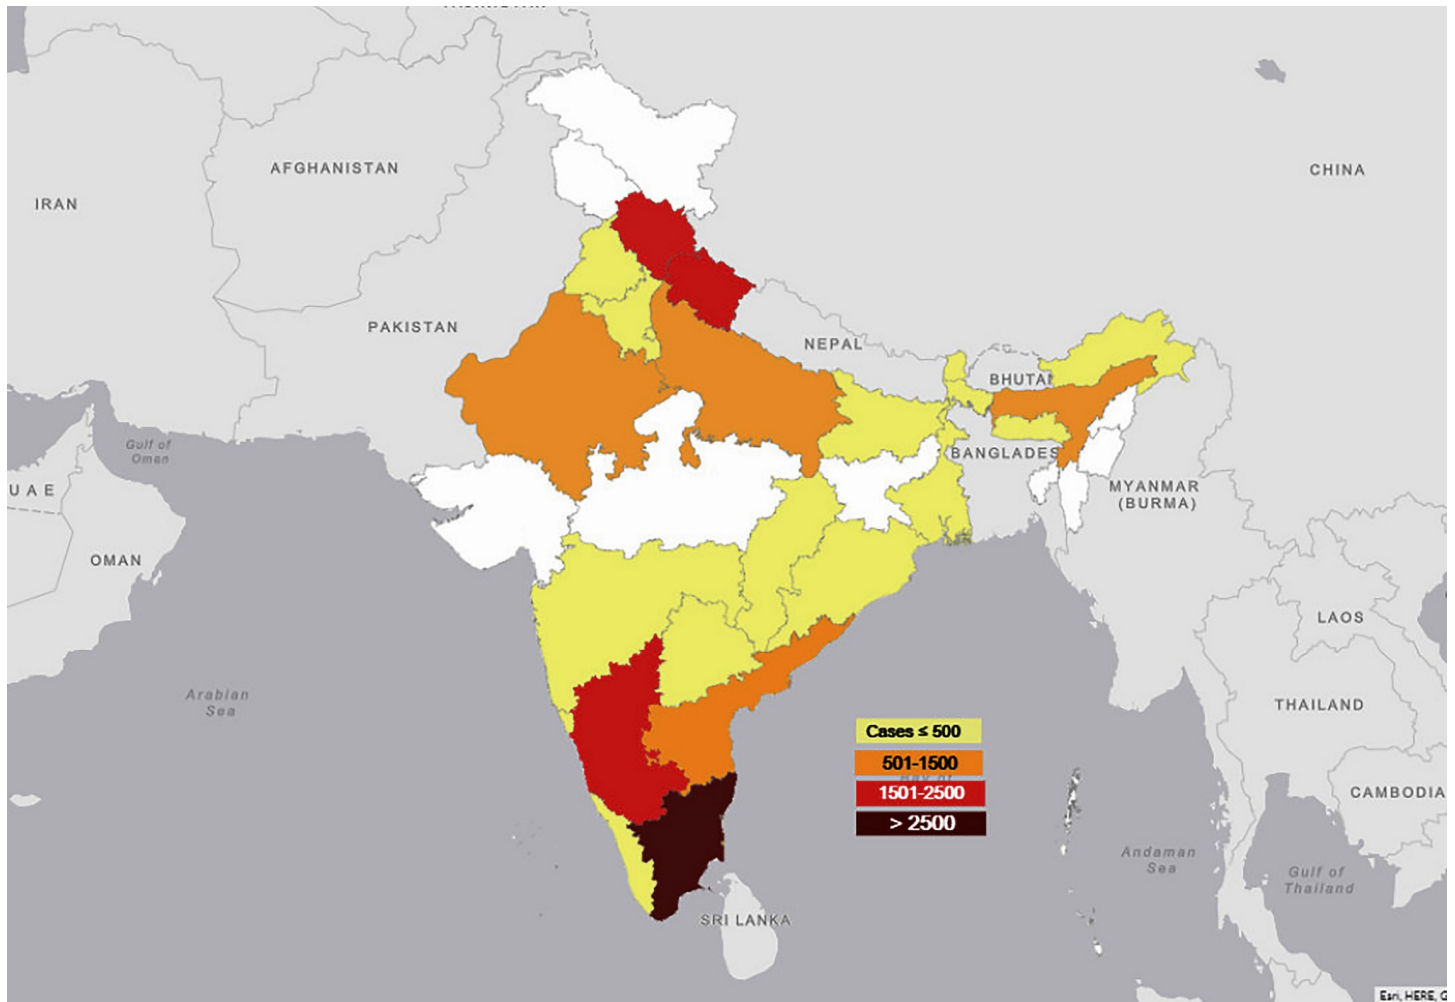 AFGHANISTAN
CHINA
IRAN
PAKISTAN
NEPAL
BHUTA
Gulf of
Oman
BANGLADES
U A E
MYANMAR
(BURMA)
OMAN
LAOS
Arabian
Sea
THAILAND
Cases ≤ 500
501-1500
1501-2500
> 2500
CAMBODIA
Andaman
Sea
Gulf of
Thailand
SRI LANKA
Esri, HERE, G